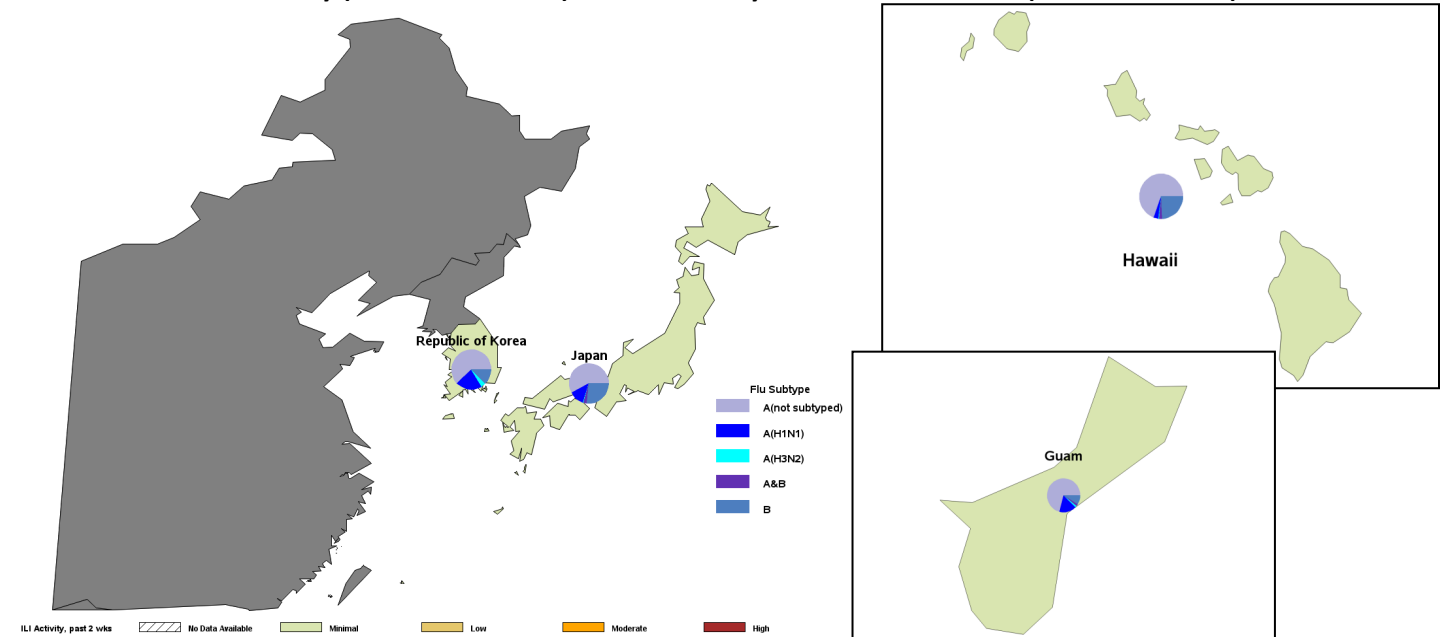 Hawaii
Republic of Korea
Japan
Flu Subtype
A(not subtyped)
A(H1N1)
A(H3N2)
A&B
B
Guam
ILI Activity, past 2 wks
No Data Available
Minimal
Low
Moderate
High